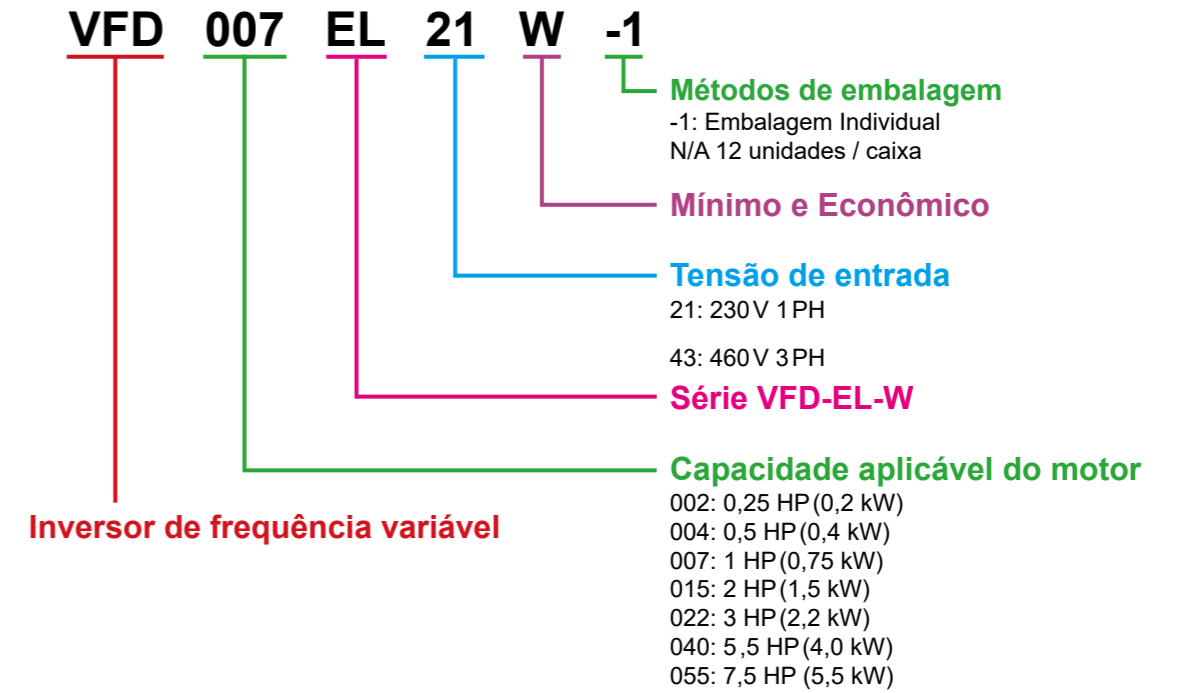 VFD 007 EL 21 W -1
Métodos de embalagem
-1: Embalagem Individual
N/A 12 unidades / caixa
Mínimo e Econômico
Tensão de entrada
21: 230V 1PH
43: 460V 3PH
Série VFD-EL-W
Capacidade aplicável do motor
002: 0,25 HP(0,2 kW)
004: 0,5 HP(0,4 kW)
007: 1 HP(0,75 kW)
015: 2 HP(1,5 kW)
022: 3 HP(2,2 kW)
040: 5,5 HP(4,0 kW)
055: 7,5 HP (5,5 kW)
Inversor de frequência variável